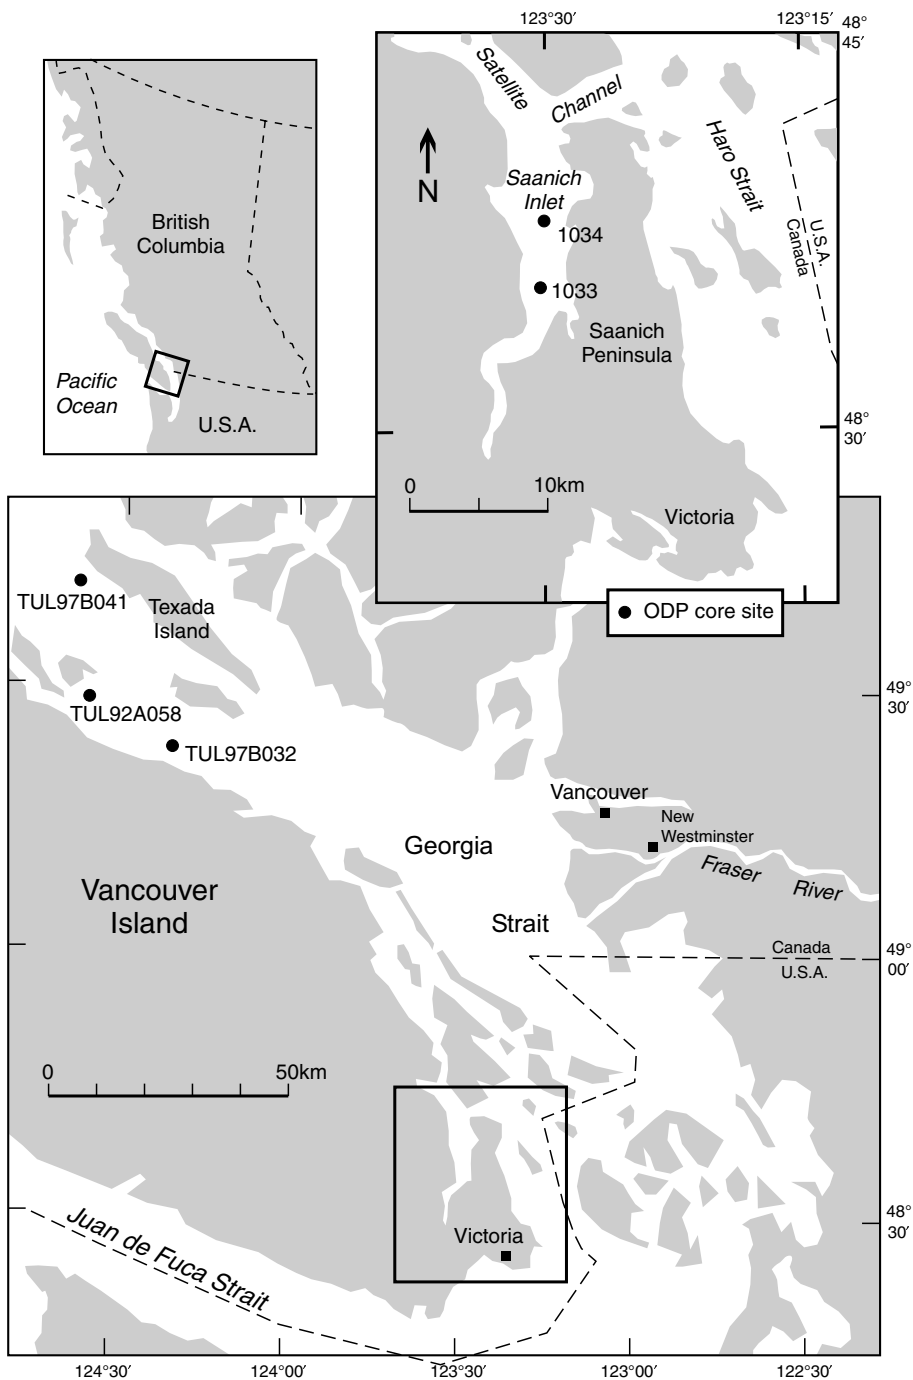 123°30′
123°15′
48°
45′
Satellite
Channel
Haro Strait
N
Saanich
Inlet
1034
U.S.A.
Canada
1033
Saanich
Peninsula
48°
30′
0
10km
Victoria
British
Columbia
Pacific
Ocean
U.S.A.
ODP core site
TUL97B041
Texada
Island
49°
30′
TUL92A058
TUL97B032
Vancouver
New
Westminster
Georgia
Fraser
River
Vancouver
Island
Strait
Canada
U.S.A.
49°
00′
0
50km
48°
30′
Juan de Fuca Strait
Victoria
124°30′
124°00′
123°30′
123°00′
122°30′